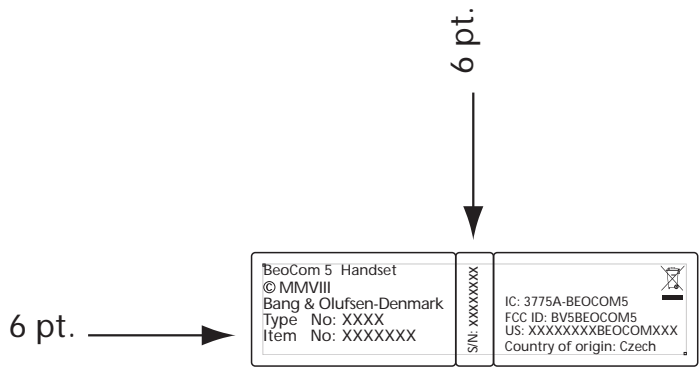 6 pt.
6 pt.
BeoCom 5 Handset
© MMVIII
Bang & Olufsen-Denmark
Type No: XXXX
Item No: XXXXXXX
S/N: XXXXXXXX
IC: 3775A-BEOCOM5
FCC ID: BV5BEOCOM5
US: XXXXXXXXBEOCOMXXX
Country of origin: Czech